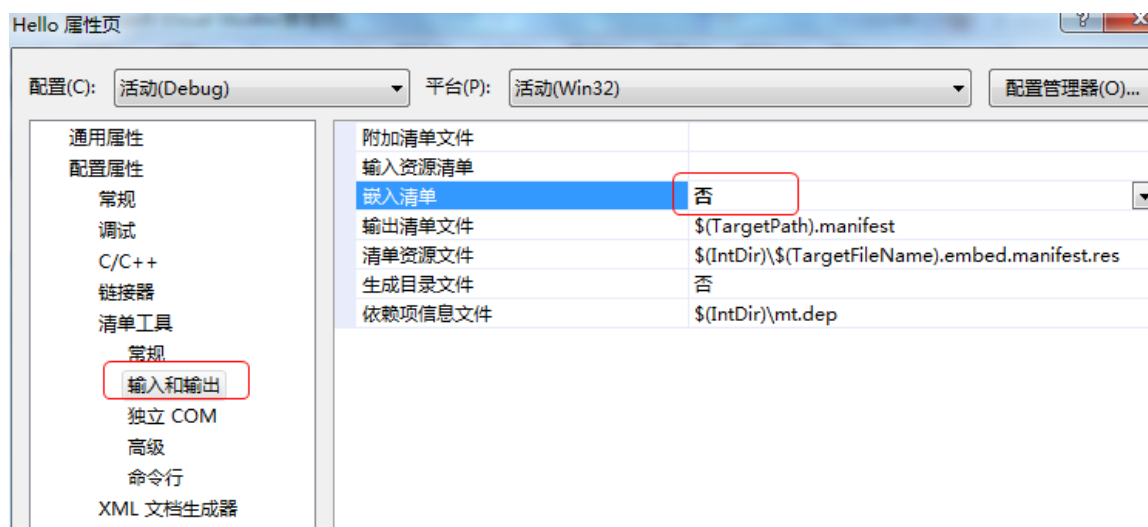 Hello 属性页
配置(C): 活动(Debug) 平台(P): 活动(Win32) 配置管理器(O)...
通用属性
配置属性
常规
调试
C/C++
链接器
清单工具
常规
输入和输出
独立 COM
高级
命令行
XML 文档生成器
附加清单文件
输入资源清单
嵌入清单 否
输出清单文件 $(TargetPath).manifest
清单资源文件 $(IntDir)\$(TargetFileName).embed.manifest.res
生成目录文件 否
依赖项信息文件 $(IntDir)\mt.dep